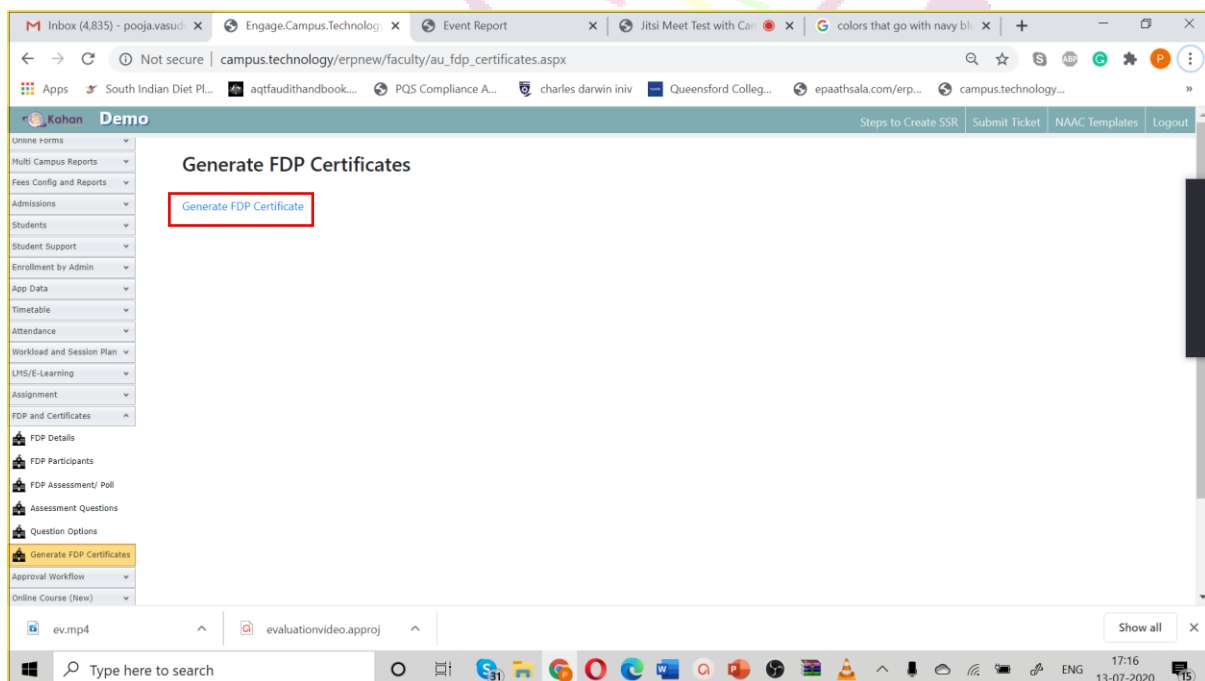 Inbox (4,835) - pooja.vasud
Engage.Campus.Technolog
Event Report
Jitsi Meet Test with Can
colors that go with navy bl
Not secure | campus.technology/erpnew/faculty/au_fdp_certificates.aspx
Apps
South Indian Diet Pl...
aqtfaudithandbook....
PQS Compliance A...
charles darwin iniv
Queensford Colleg...
epaathsala.com/erp...
campus.technology...
Kahan Demo
Steps to Create SSR
Submit Ticket
NAAC Templates
Logout
Online Forms
Multi Campus Reports
Fees Config and Reports
Admissions
Students
Student Support
Enrollment by Admin
App Data
Timetable
Attendance
Workload and Session Plan
LMS/E-Learning
Assignment
FDP and Certificates
FDP Details
FDP Participants
FDP Assessment/ Poll
Assessment Questions
Question Options
Generate FDP Certificates
Approval Workflow
Online Course (New)
Generate FDP Certificates
Generate FDP Certificate
ev.mp4
evaluationvideo.approj
Show all
Type here to search
31
ENG
17:16
13-07-2020
15